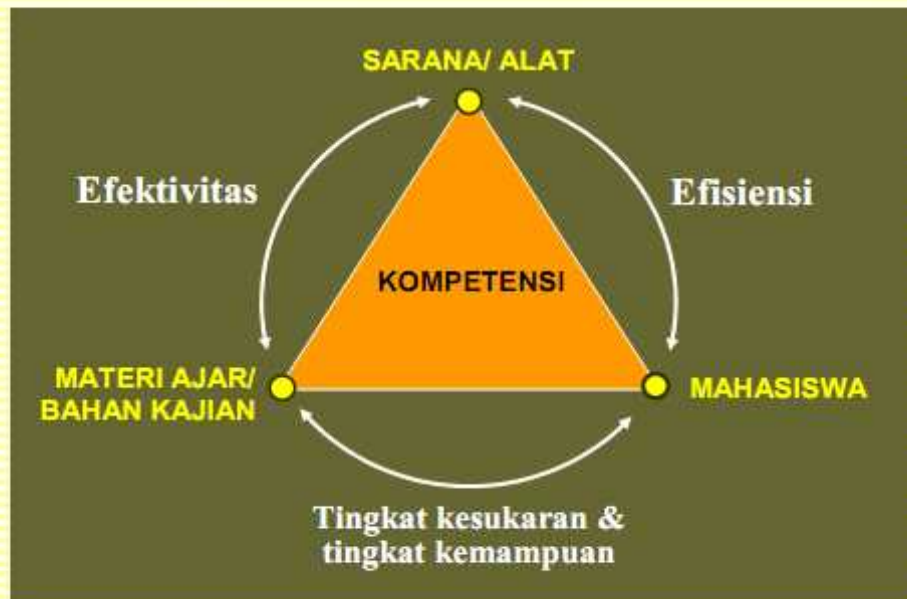 SARANA/ ALAT
Efektivitas
Efisiensi
KOMPETENSI
MATERI AJAR/
BAHAN KAJIAN
MAHASISWA
Tingkat kesukaran &
tingkat kemampuan